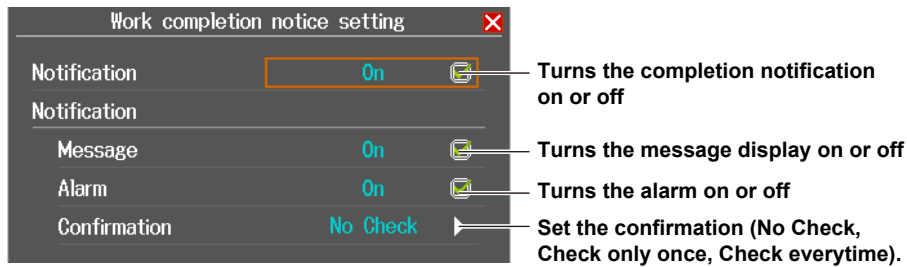 Work completion notice setting
Notification On Turns the completion notification
on or off
Notification
Message On Turns the message display on or off
Alarm On Turns the alarm on or off
Confirmation No Check Set the confirmation (No Check,
Check only once, Check everytime).